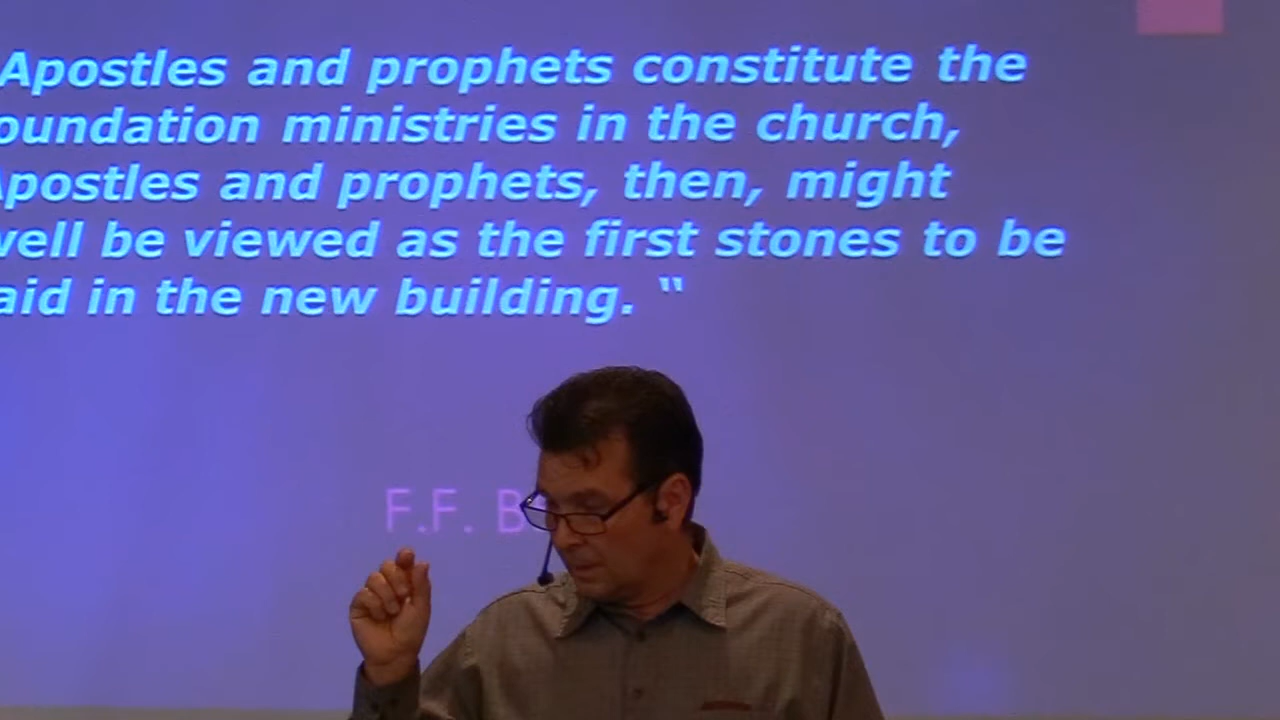 Apostles and prophets constitute the
oundation ministries in the church,
postles and prophets, then, might
well be viewed as the first stones to be
aid in the new building. “
F.F. B